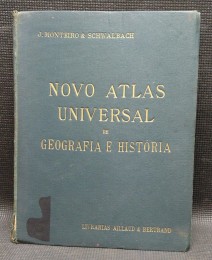 J. MONTEIRO & SCHWALBACH
NOVO ATLAS
UNIVERSAL
DE
GEOGRAFIA E HISTÓRIA
LIVRARIAS AILLAUD & BERTRAND